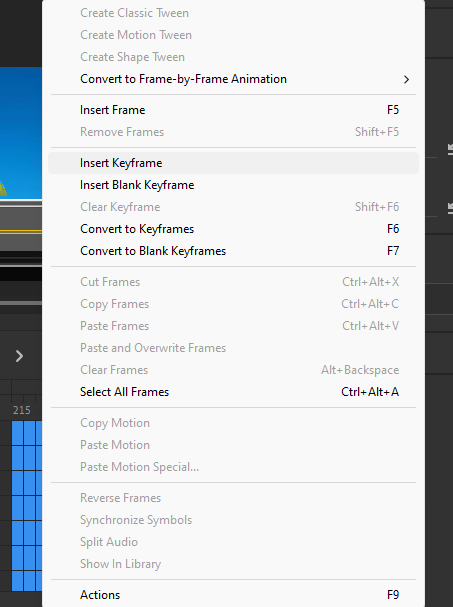 Create Classic Tween
Create Motion Tween
Create Shape Tween
Convert to Frame-by-Frame Animation
Insert Frame F5
Remove Frames Shift+F5
Insert Keyframe
Insert Blank Keyframe
Clear Keyframe Shift+F6
Convert to Keyframes F6
Convert to Blank Keyframes F7
Cut Frames Ctrl+Alt+X
Copy Frames Ctrl+Alt+C
Paste Frames Ctrl+Alt+V
Paste and Overwrite Frames
Clear Frames Alt+Backspace
Select All Frames Ctrl+Alt+A
215
Copy Motion
Paste Motion
Paste Motion Special...
Reverse Frames
Synchronize Symbols
Split Audio
Show In Library
Actions F9